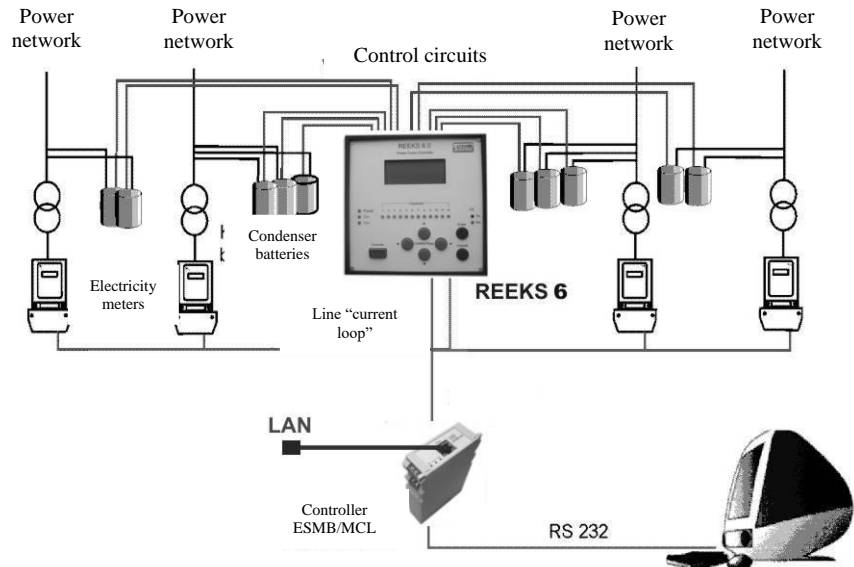 Power
network
Power
network
Power
network
Power
network
Control circuits
REEKS 6.0
Condenser
batteries
Electricity
meters
REEKS 6
Line “current
loop”
LAN
Controller
ESMB/MCL
RS 232